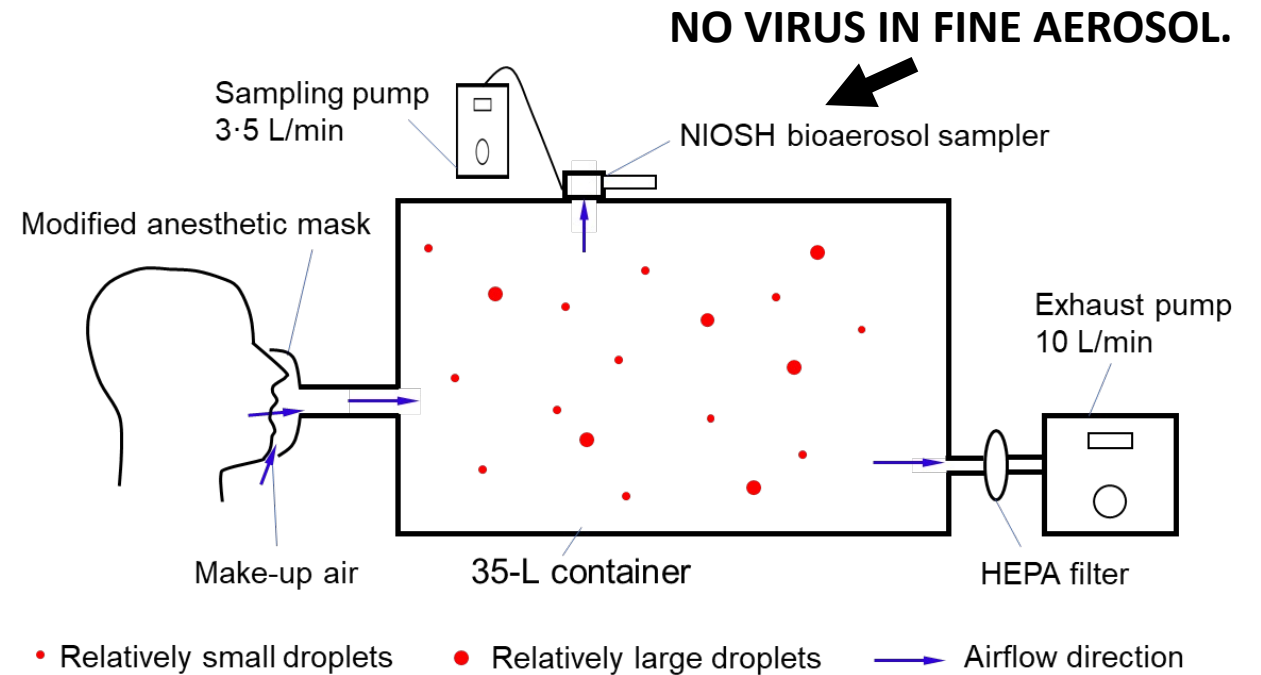 NO VIRUS IN FINE AEROSOL.
Sampling pump
3·5 L/min
NIOSH bioaerosol sampler
Modified anesthetic mask
Exhaust pump
10 L/min
Make-up air
35-L container
HEPA filter
Relatively small droplets
Relatively large droplets
Airflow direction